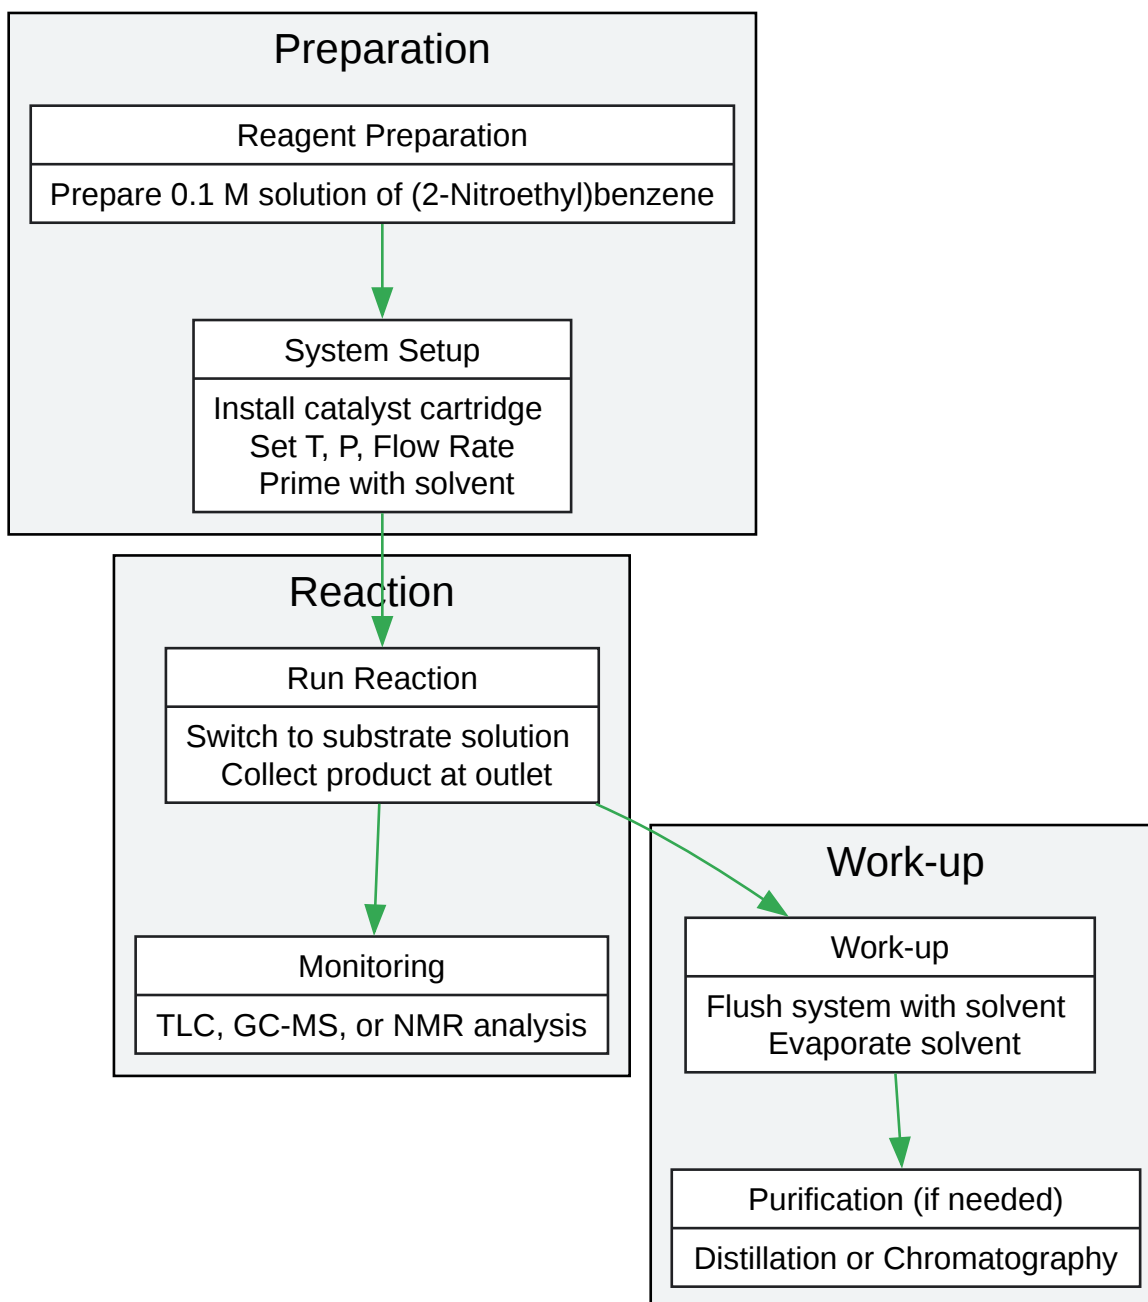 Preparation
Reagent Preparation
Prepare 0.1 M solution of (2-Nitroethyl)benzene
System Setup
Install catalyst cartridge
Set T, P, Flow Rate
Prime with solvent
Reaction
Run Reaction
Switch to substrate solution
Collect product at outlet
Monitoring
TLC, GC-MS, or NMR analysis
Work-up
Work-up
Flush system with solvent
Evaporate solvent
Purification (if needed)
Distillation or Chromatography